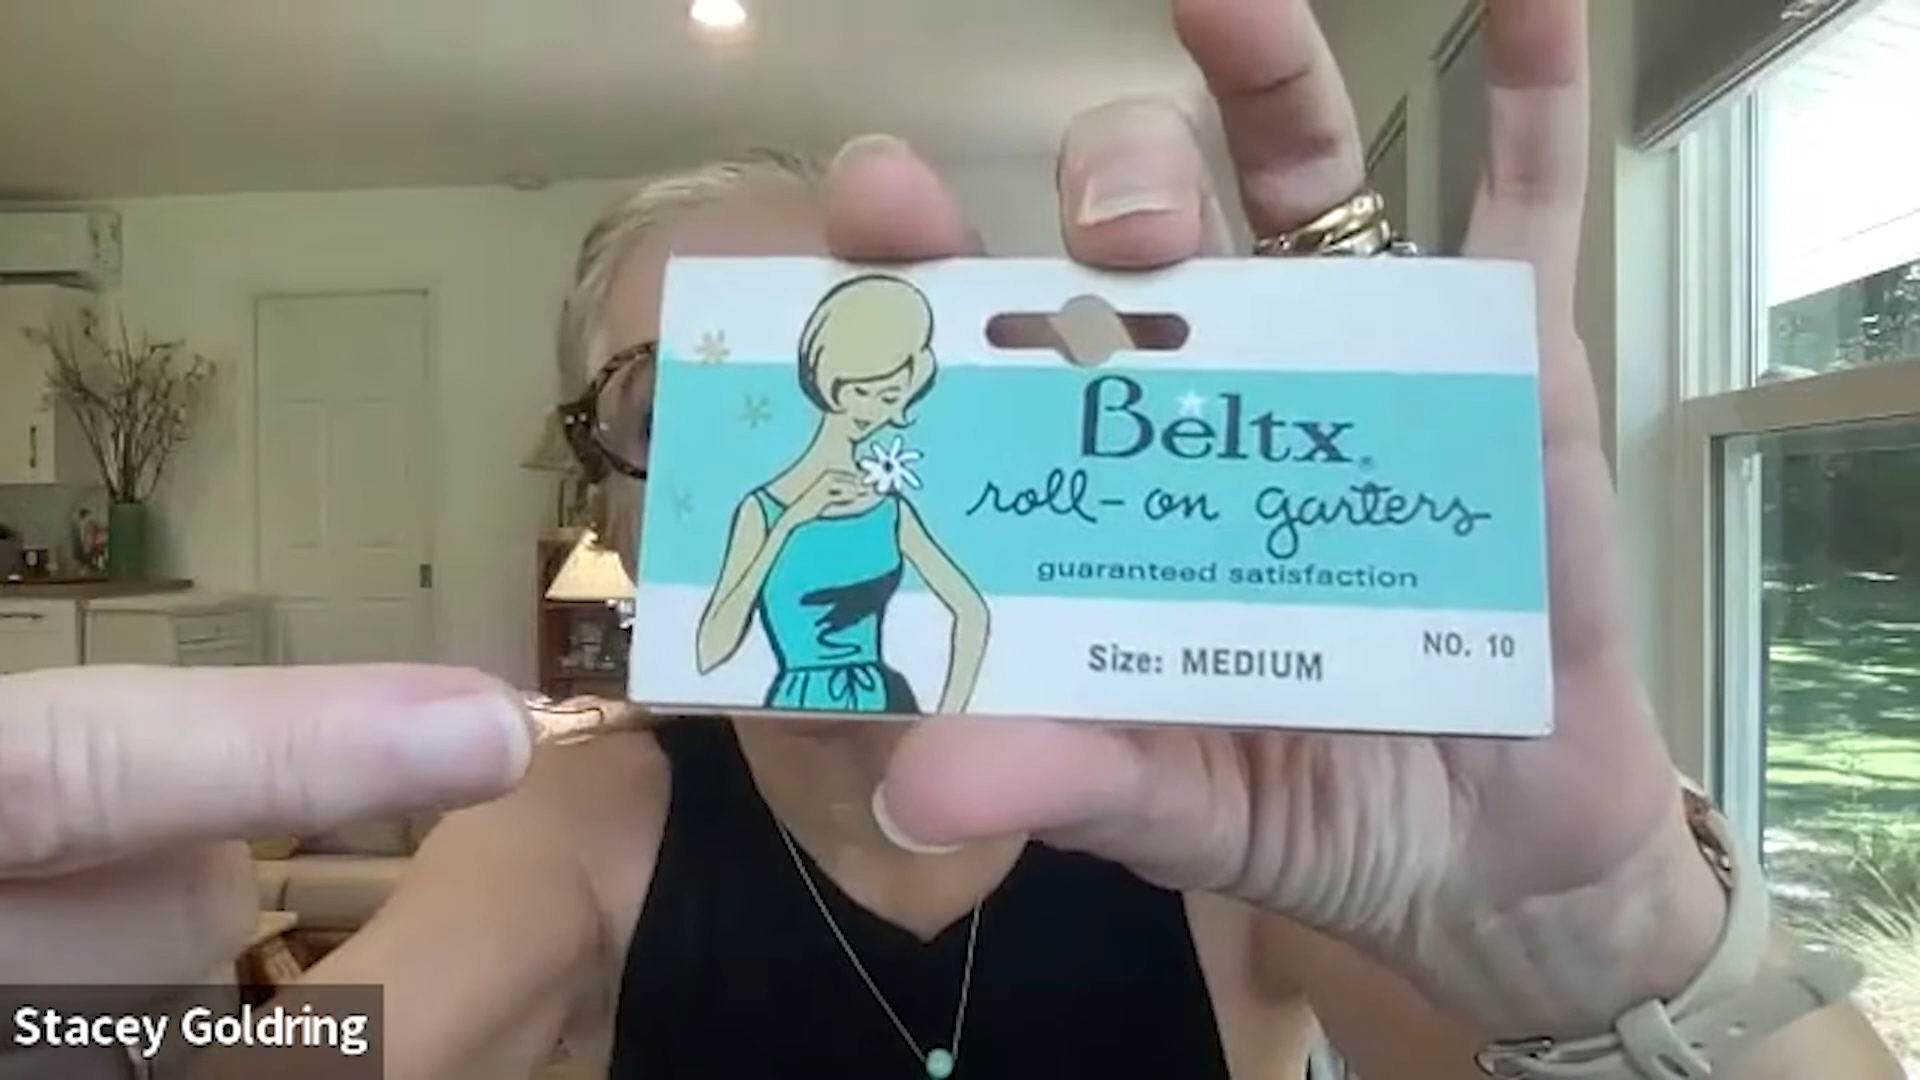 Beltx®
roll-on garters
guaranteed satisfaction
Size: MEDIUM
NO. 10
Stacey Goldring